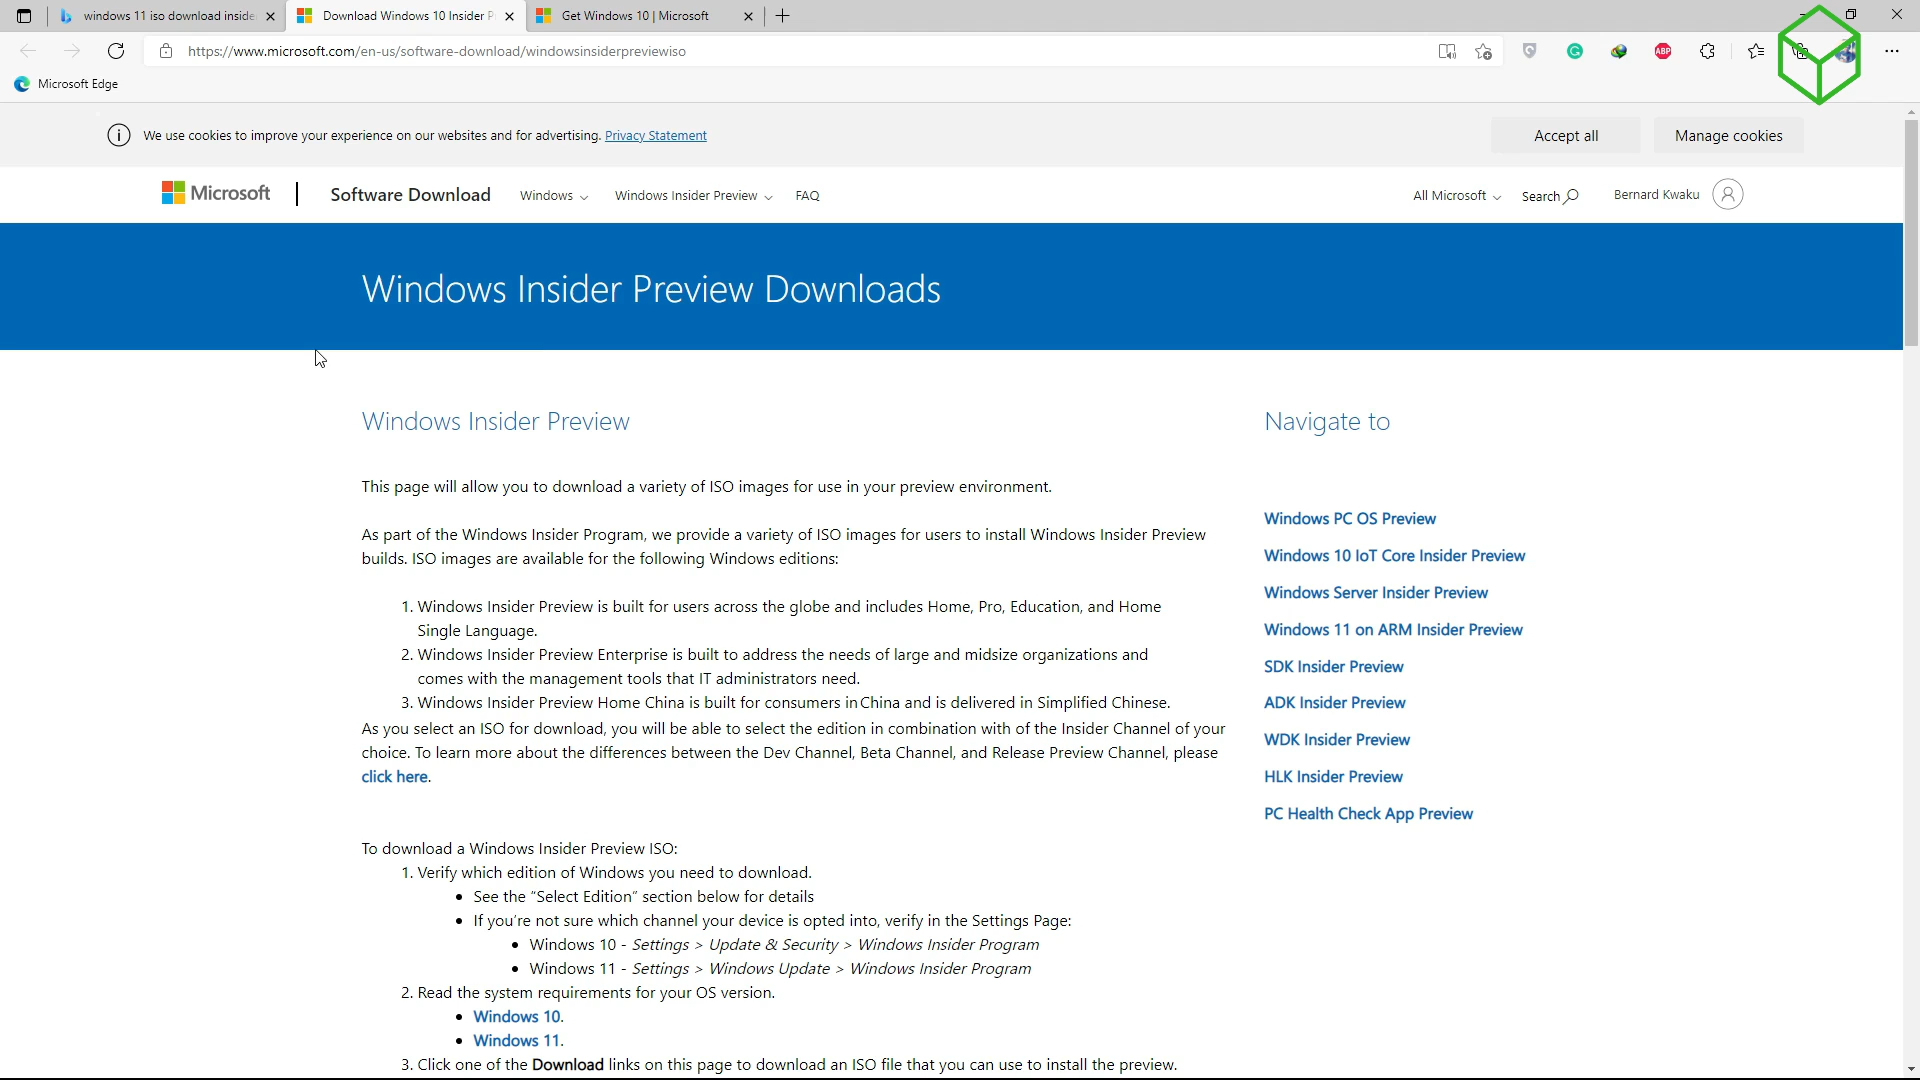 windows 11 iso download inside
Download Windows 10 Insider P
Get Windows 10 | Microsoft
https://www.microsoft.com/en-us/software-download/windowsinsiderpreviewiso
ABP
Microsoft Edge
We use cookies to improve your experience on our websites and for advertising. Privacy Statement
Accept all
Manage cookies
Microsoft
Software Download
Windows
Windows Insider Preview
FAQ
All Microsoft
Search
Bernard Kwaku
Windows Insider Preview Downloads
Windows Insider Preview
This page will allow you to download a variety of ISO images for use in your preview environment.
As part of the Windows Insider Program, we provide a variety of ISO images for users to install Windows Insider Preview
builds. ISO images are available for the following Windows editions:
1. Windows Insider Preview is built for users across the globe and includes Home, Pro, Education, and Home
Single Language.
2. Windows Insider Preview Enterprise is built to address the needs of large and midsize organizations and
comes with the management tools that IT administrators need.
3. Windows Insider Preview Home China is built for consumers in China and is delivered in Simplified Chinese.
As you select an ISO for download, you will be able to select the edition in combination with of the Insider Channel of your
choice. To learn more about the differences between the Dev Channel, Beta Channel, and Release Preview Channel, please
click here.
To download a Windows Insider Preview ISO:
1. Verify which edition of Windows you need to download.
• See the "Select Edition" section below for details
• If you're not sure which channel your device is opted into, verify in the Settings Page:
• Windows 10 - Settings > Update & Security > Windows Insider Program
• Windows 11 - Settings > Windows Update > Windows Insider Program
2. Read the system requirements for your OS version.
• Windows 10.
• Windows 11.
3. Click one of the Download links on this page to download an ISO file that you can use to install the preview.
Navigate to
Windows PC OS Preview
Windows 10 IoT Core Insider Preview
Windows Server Insider Preview
Windows 11 on ARM Insider Preview
SDK Insider Preview
ADK Insider Preview
WDK Insider Preview
HLK Insider Preview
PC Health Check App Preview